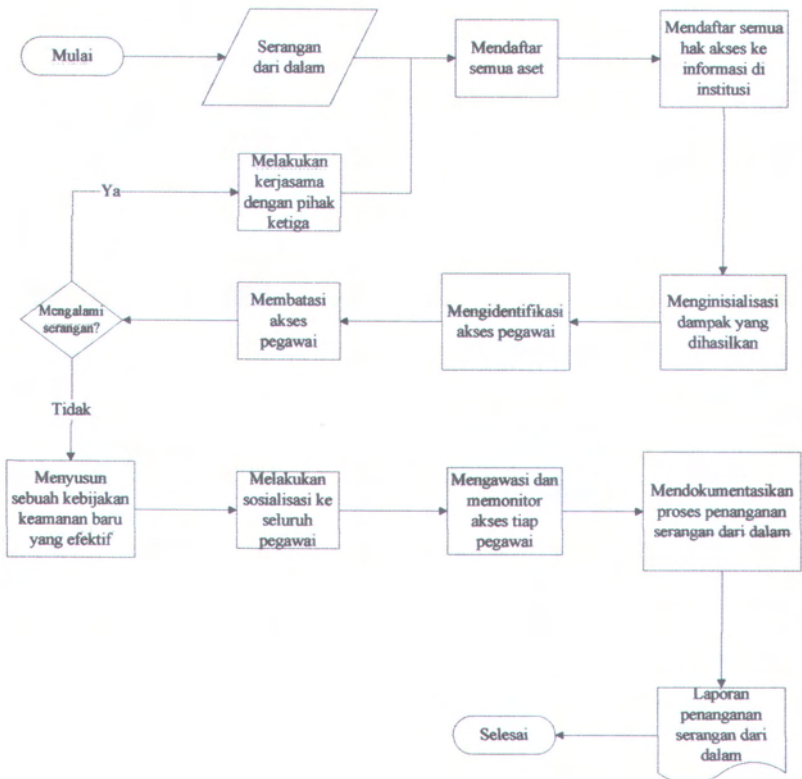 Mulai
Serangan
dari dalam
Mendaftar
semua aset
Mendaftar semua
hak akses ke
informasi di
institusi
Ya
Melakukan
kerjasama
dengan pihak
ketiga
Mengalami
serangan?
Membatasi
akses
pegawai
Mengidentifikasi
akses pegawai
Menginisialisasi
dampak yang
dihasilkan
Tidak
Menyusun
sebuah kebijakan
keamanan baru
yang efektif
Melakukan
sosialisasi ke
seluruh
pegawai
Mengawasi dan
memonitor
akses tiap
pegawai
Mendokumentasikan
proses penanganan
serangan dari dalam
Selesai
Laporan
penanganan
serangan dari
dalam